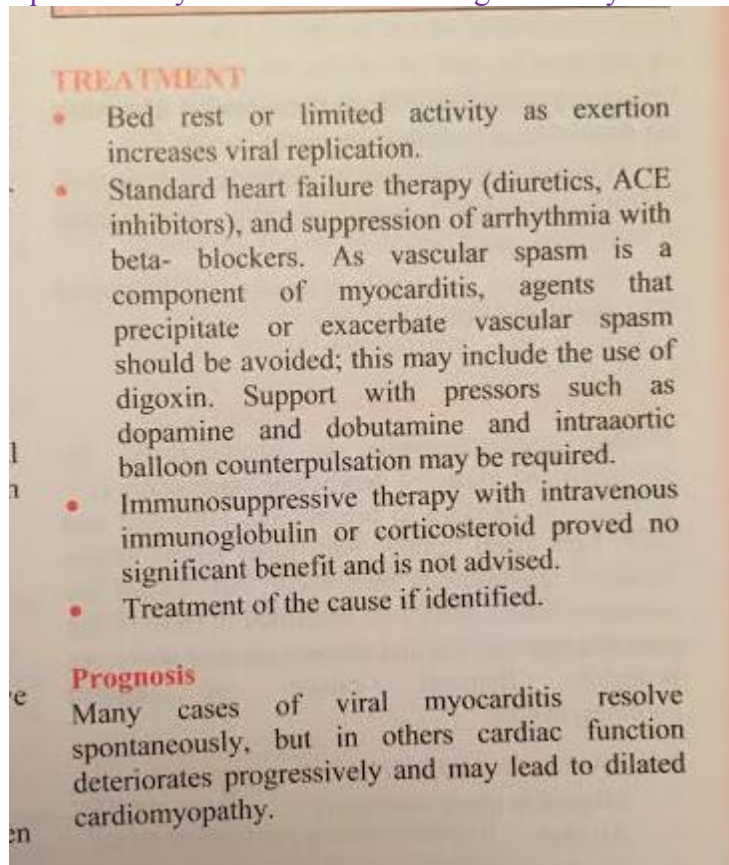 TREATMENT
• Bed rest or limited activity as exertion
increases viral replication.
• Standard heart failure therapy (diuretics, ACE
inhibitors), and suppression of arrhythmia with
beta- blockers. As vascular spasm is a
component of myocarditis, agents that
precipitate or exacerbate vascular spasm
should be avoided; this may include the use of
digoxin. Support with pressors such as
dopamine and dobutamine and intraaortic
balloon counterpulsation may be required.
• Immunosuppressive therapy with intravenous
immunoglobulin or corticosteroid proved no
significant benefit and is not advised.
• Treatment of the cause if identified.
Prognosis
Many cases of viral myocarditis resolve
spontaneously, but in others cardiac function
deteriorates progressively and may lead to dilated
cardiomyopathy.